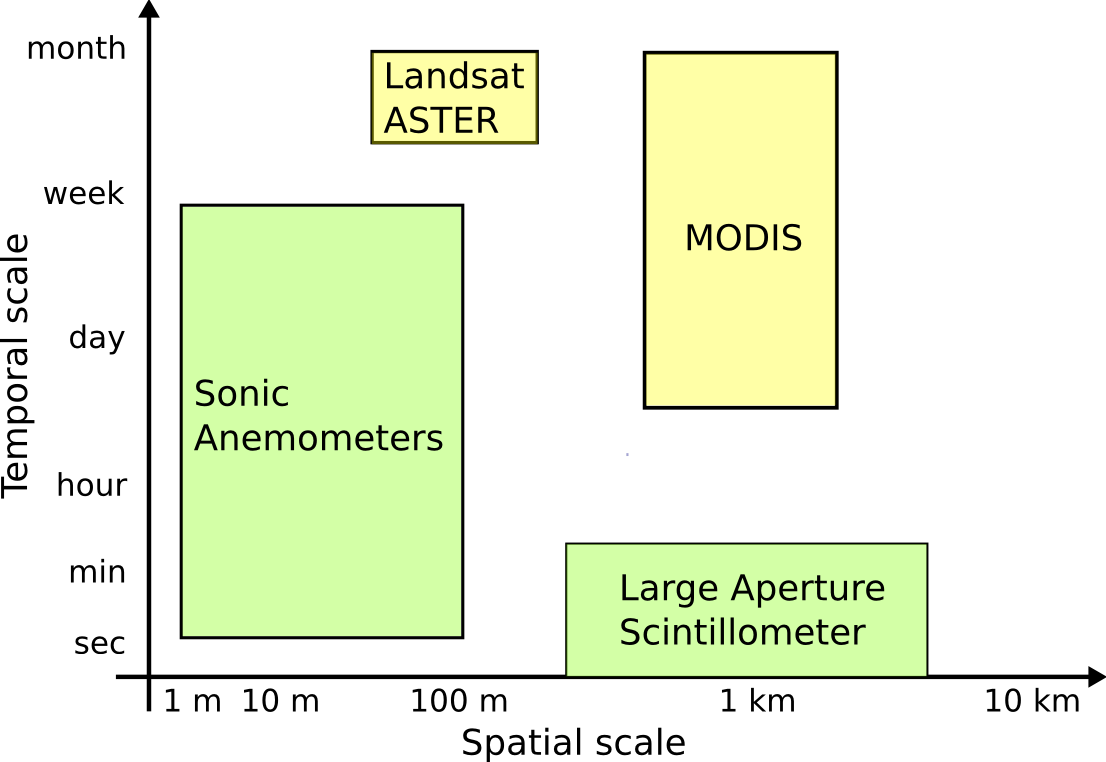 month
week
day
hour
min
sec
Temporal scale
Landsat
ASTER
MODIS
Sonic
Anemometers
Large Aperture
Scintillometer
1 m 10 m 100 m 1 km 10 km
Spatial scale